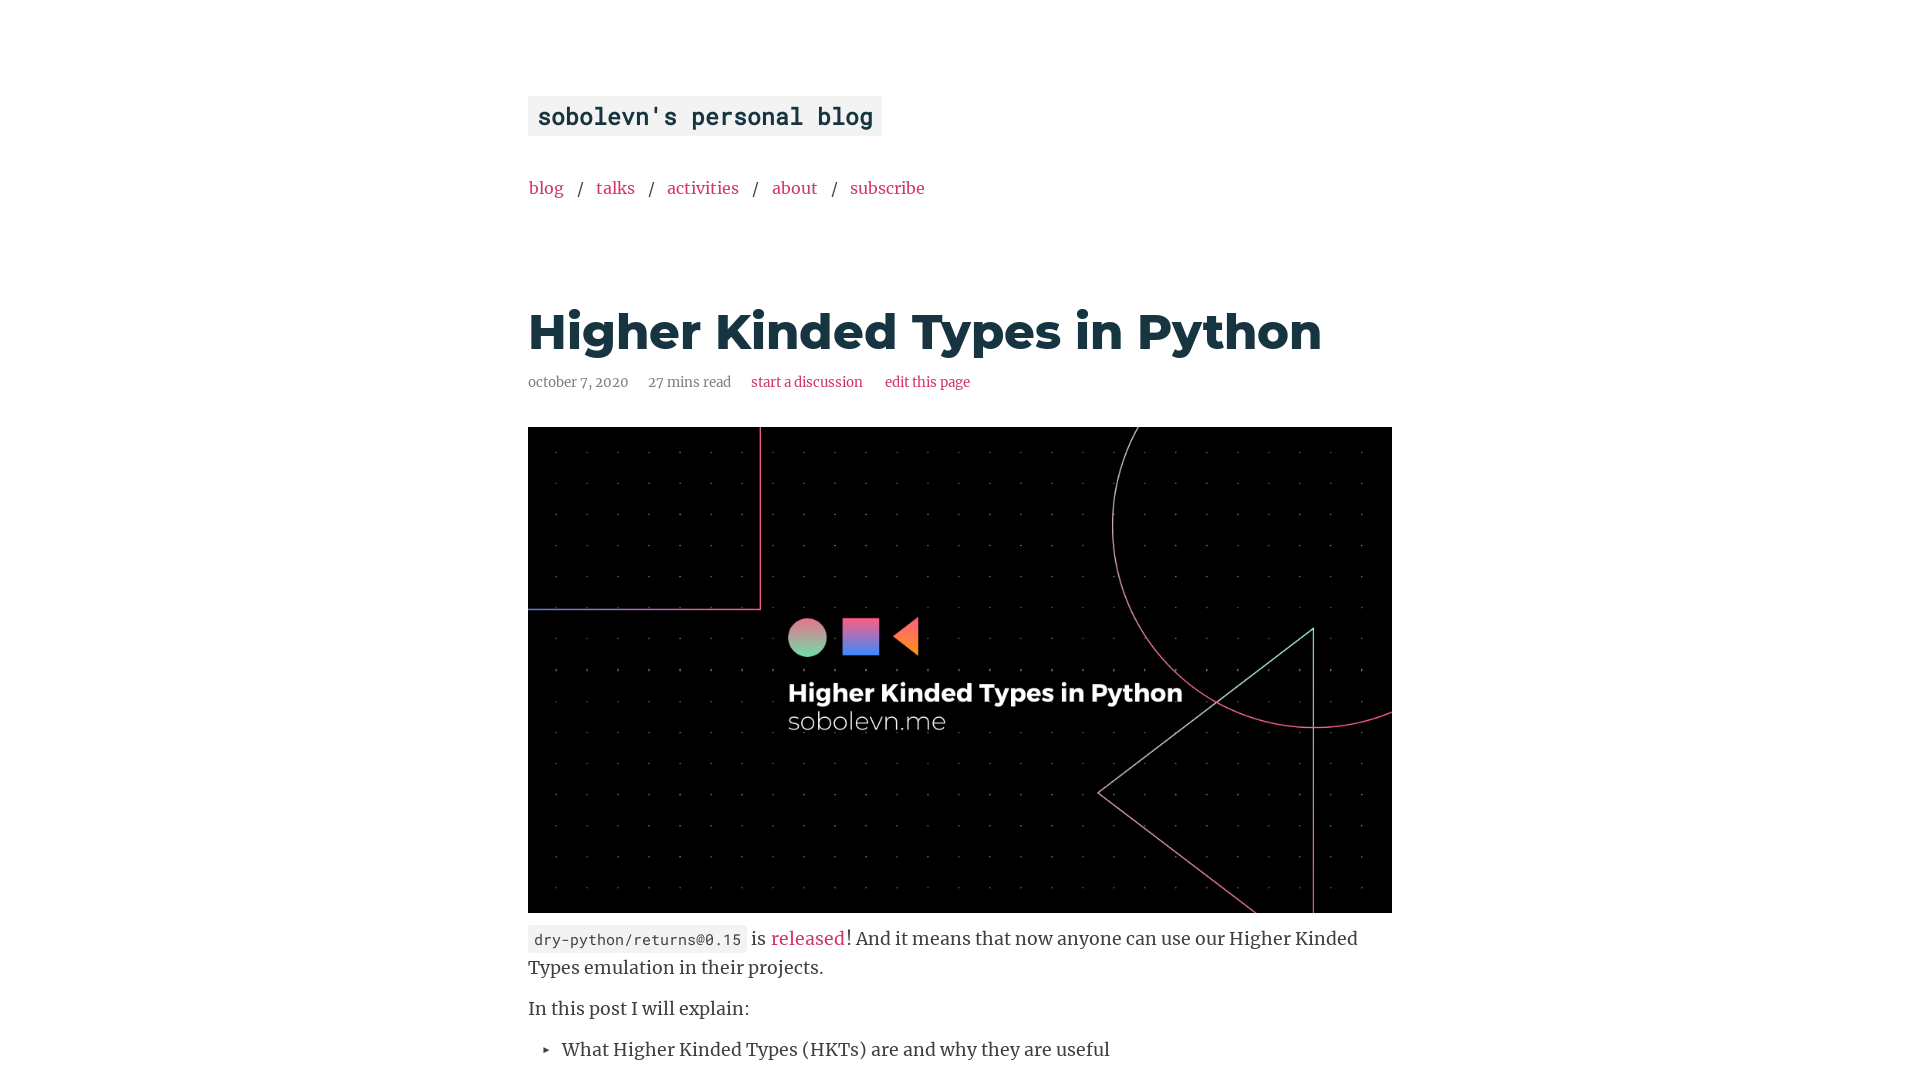 sobolevn's personal blog
blog / talks / activities / about / subscribe
Higher Kinded Types in Python
october 7, 2020 27 mins read start a discussion edit this page
Higher Kinded Types in Python
sobolevn.me
dry-python/returns@0.15 is released! And it means that now anyone can use our Higher Kinded
Types emulation in their projects.
In this post I will explain:
‣ What Higher Kinded Types (HKTs) are and why they are useful